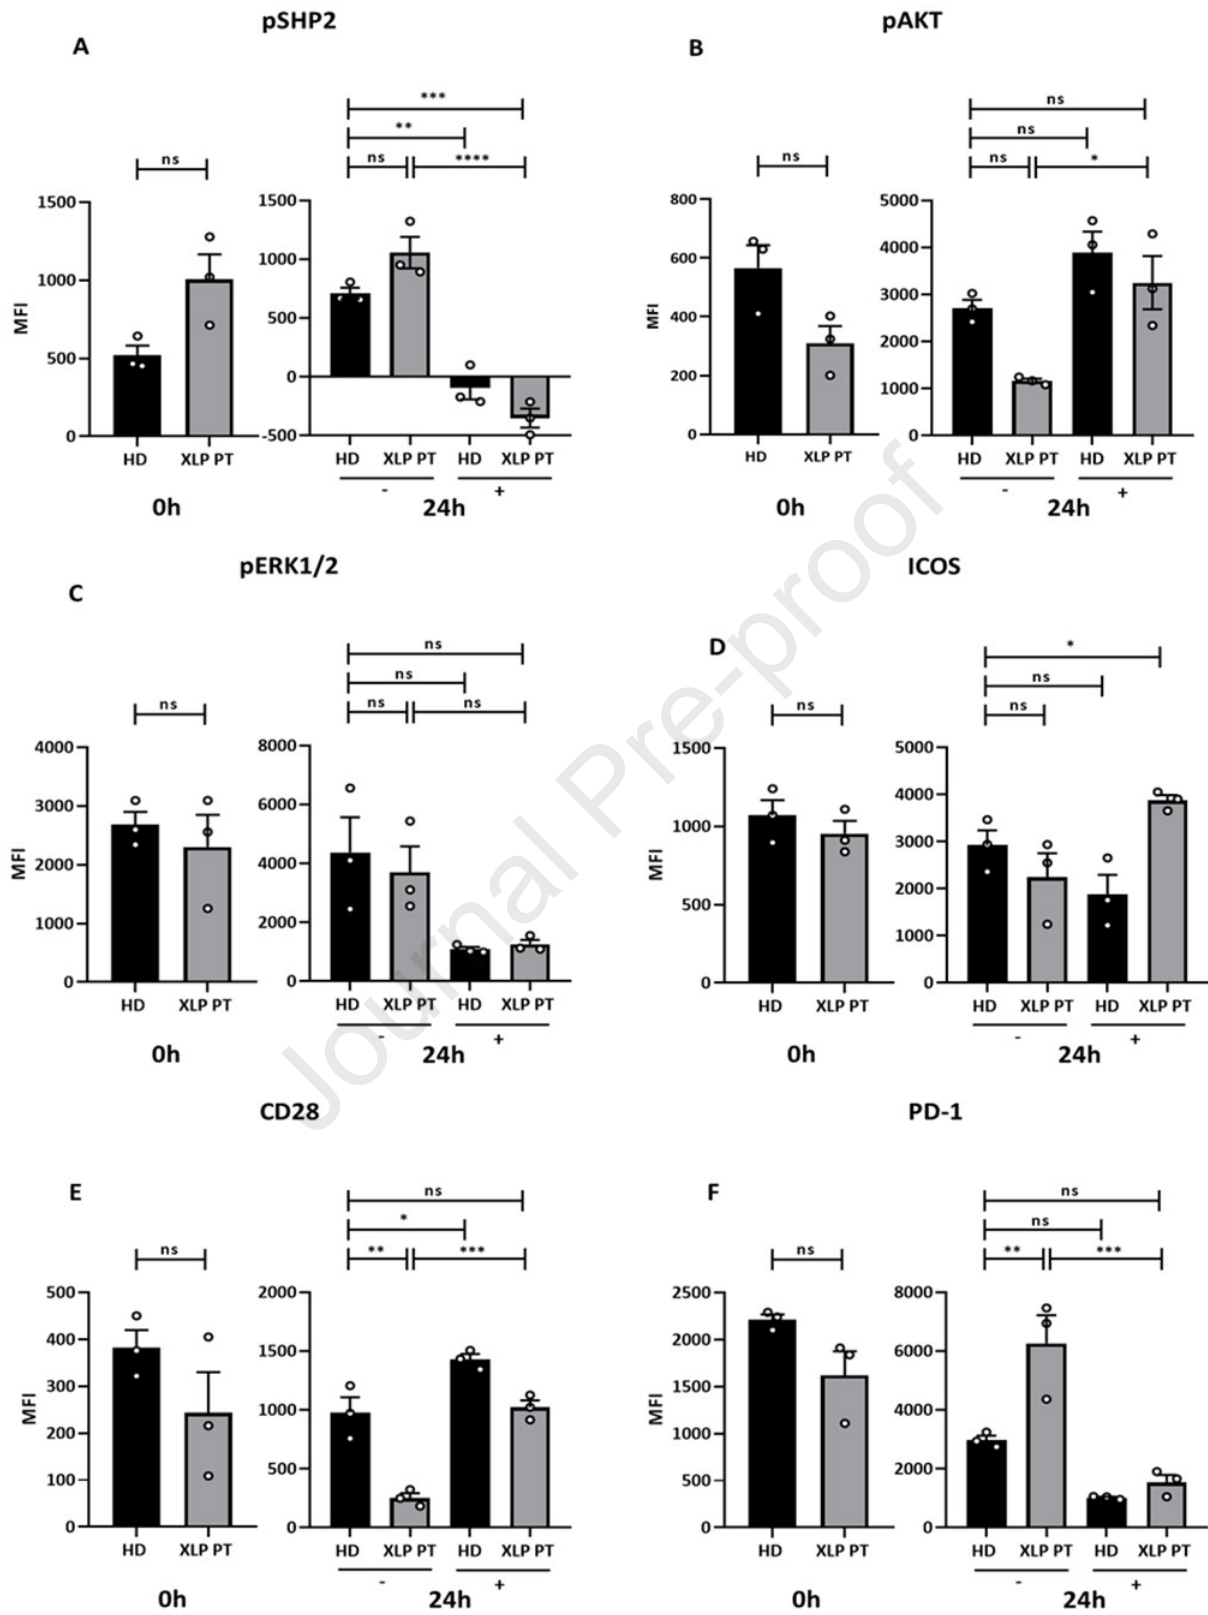 pSHP2
A
***
**
ns
ns
****
MFI
1500
1000
500
0
1500
1000
500
0
-500
HD
XLP PT
HD
XLP PT
HD
XLP PT
-
+
0h
24h
pAKT
B
ns
ns
ns
ns
*
MFI
800
600
400
200
0
5000
4000
3000
2000
1000
0
HD
XLP PT
HD
XLP PT
HD
XLP PT
-
+
0h
24h
pERK1/2
C
ns
ns
ns
ns
ns
MFI
4000
3000
2000
1000
0
8000
6000
4000
2000
0
HD
XLP PT
HD
XLP PT
HD
XLP PT
-
+
0h
24h
ICOS
D
*
ns
ns
ns
MFI
1500
1000
500
0
5000
4000
3000
2000
1000
0
HD
XLP PT
HD
XLP PT
HD
XLP PT
-
+
0h
24h
CD28
E
ns
*
ns
**
***
MFI
500
400
300
200
100
0
2000
1500
1000
500
0
HD
XLP PT
HD
XLP PT
HD
XLP PT
-
+
0h
24h
PD-1
F
ns
ns
ns
**
***
MFI
2500
2000
1500
1000
500
0
8000
6000
4000
2000
0
HD
XLP PT
HD
XLP PT
HD
XLP PT
-
+
0h
24h
Journal Pre-proof